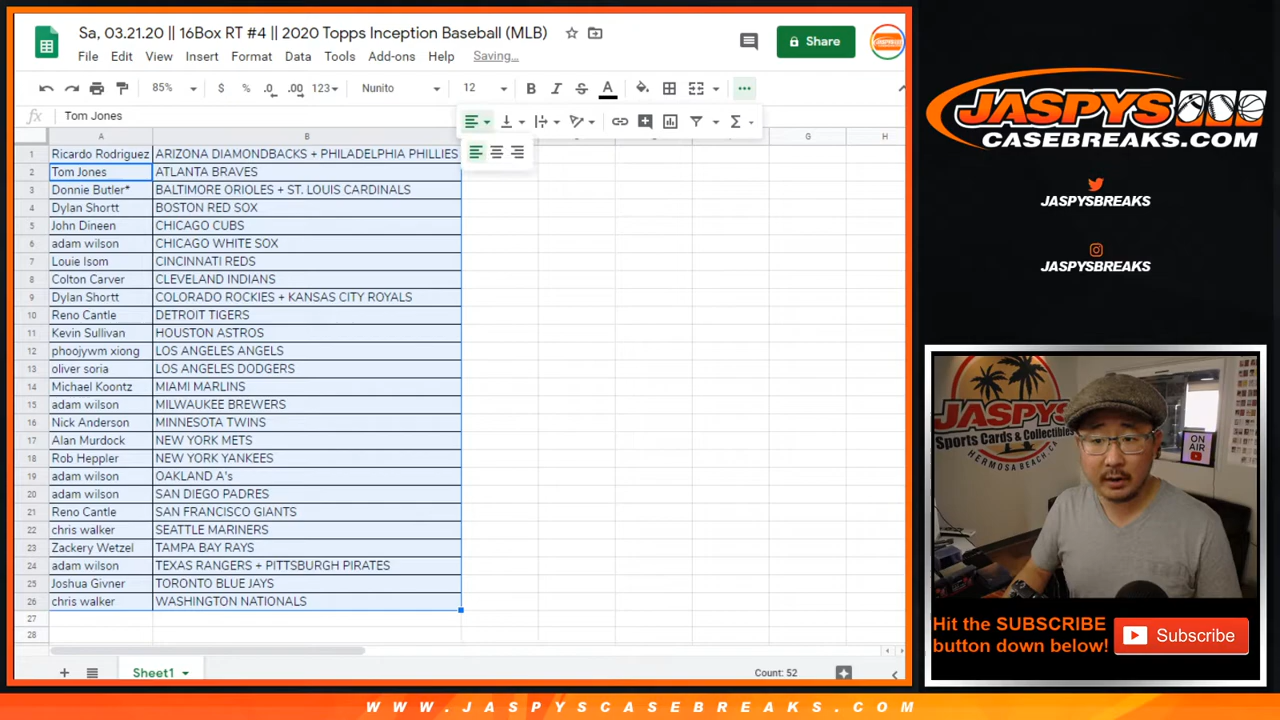 Sa, 03.21.20 || 16Box RT #4 || 2020 Topps Inception Baseball (MLB)
File Edit View Insert Format Data Tools Add-ons Help Saving...
Share
85% $ % .0 .00 123 Nunito 12 B I S A
fx Tom Jones
A B G H
1 Ricardo Rodriguez ARIZONA DIAMONDBACKS + PHILADELPHIA PHILLIES
2 Tom Jones ATLANTA BRAVES
3 Donnie Butler* BALTIMORE ORIOLES + ST. LOUIS CARDINALS
4 Dylan Shortt BOSTON RED SOX
5 John Dineen CHICAGO CUBS
6 adam wilson CHICAGO WHITE SOX
7 Louie Isom CINCINNATI REDS
8 Colton Carver CLEVELAND INDIANS
9 Dylan Shortt COLORADO ROCKIES + KANSAS CITY ROYALS
10 Reno Cantle DETROIT TIGERS
11 Kevin Sullivan HOUSTON ASTROS
12 phoojywm xiong LOS ANGELES ANGELS
13 oliver soria LOS ANGELES DODGERS
14 Michael Koontz MIAMI MARLINS
15 adam wilson MILWAUKEE BREWERS
16 Nick Anderson MINNESOTA TWINS
17 Alan Murdock NEW YORK METS
18 Rob Heppler NEW YORK YANKEES
19 adam wilson OAKLAND A's
20 adam wilson SAN DIEGO PADRES
21 Reno Cantle SAN FRANCISCO GIANTS
22 chris walker SEATTLE MARINERS
23 Zackery Wetzel TAMPA BAY RAYS
24 adam wilson TEXAS RANGERS + PITTSBURGH PIRATES
25 Joshua Givner TORONTO BLUE JAYS
26 chris walker WASHINGTON NATIONALS
27
28
Sheet1
Count: 52
JASPYS
CASEBREAKS.COM
JASPYSBREAKS
JASPYSBREAKS
JASPYS
Sports Cards & Collectibles
HERMOSA BEACH, CA
ON AIR
Hit the SUBSCRIBE
button down below!
Subscribe
WWW.JASPYSCASEBREAKS.COM